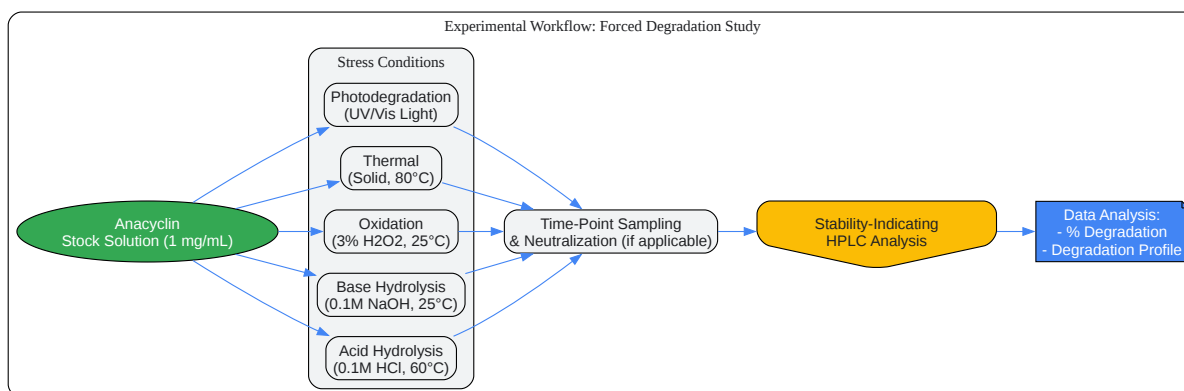 Experimental Workflow: Forced Degradation Study
Stress Conditions
Photodegradation
(UV/Vis Light)
Thermal
(Solid, 80°C)
Anacyclin
Stock Solution (1 mg/mL)
Oxidation
(3% H2O2, 25°C)
Base Hydrolysis
(0.1M NaOH, 25°C)
Acid Hydrolysis
(0.1M HCl, 60°C)
Time-Point Sampling
& Neutralization (if applicable)
Stability-Indicating
HPLC Analysis
Data Analysis:
- % Degradation
- Degradation Profile